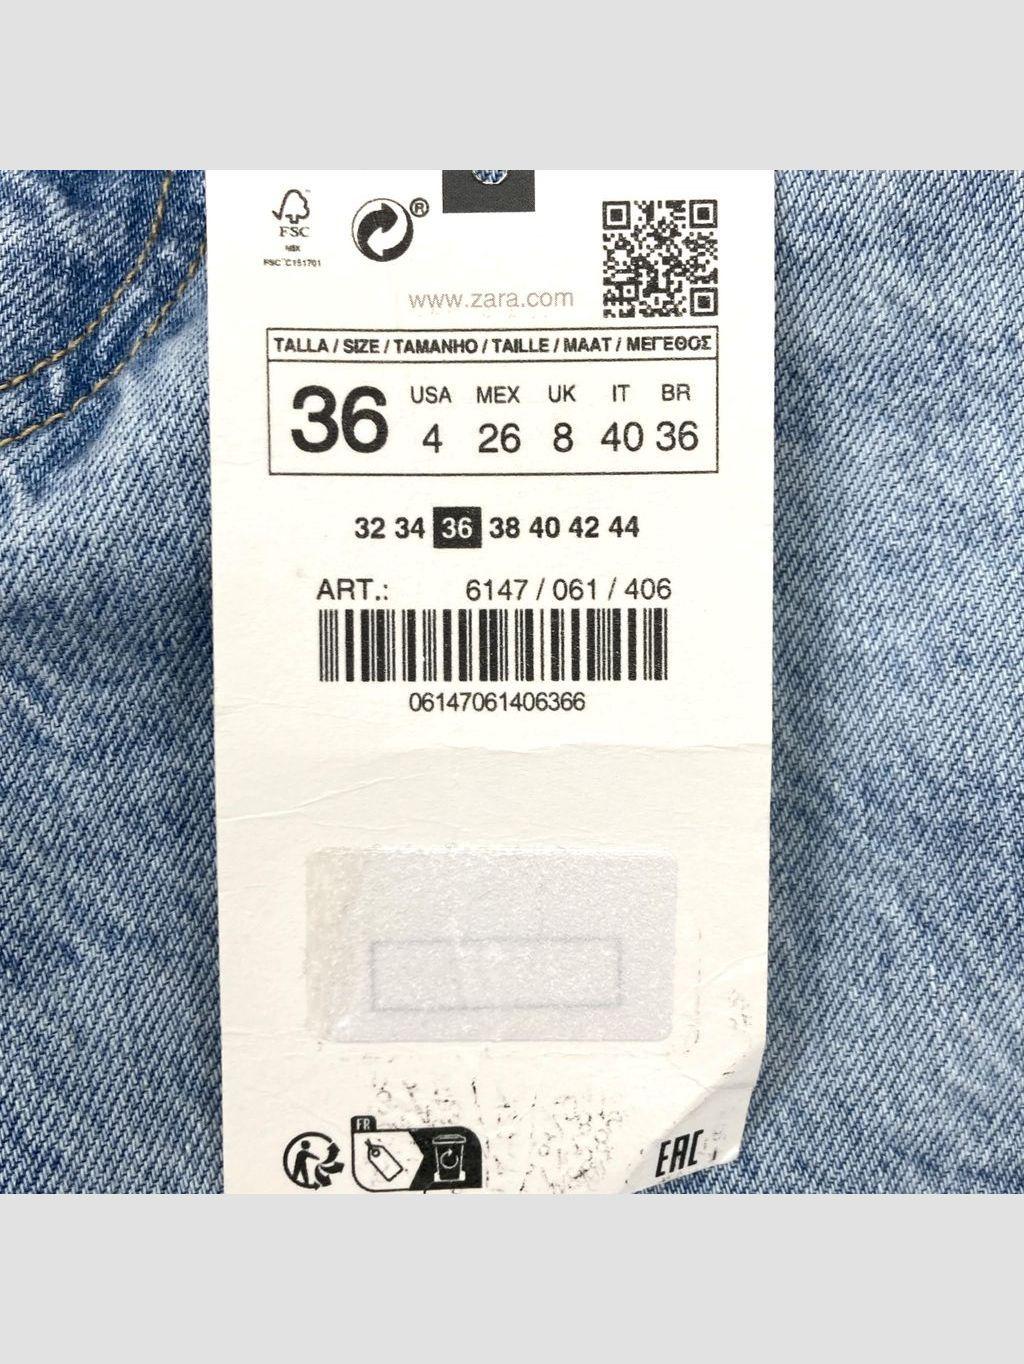 FSC
MIX
FSC™ C151701
®
www.zara.com
TALLA / SIZE / TAMANHO / TAILLE / MAAT / ΜΕΓΕΘΟΣ
36 USA MEX UK IT BR
4 26 8 40 36
32 34 36 38 40 42 44
ART.: 6147 / 061 / 406
06147061406366
FR
EAC